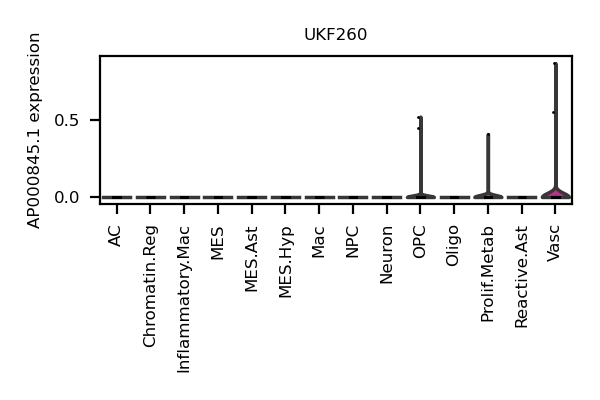 UKF260
AP000845.1 expression
0.5
0.0
AC
Chromatin.Reg
Inflammatory.Mac
MES
MES.Ast
MES.Hyp
Mac
NPC
Neuron
OPC
Oligo
Prolif.Metab
Reactive.Ast
Vasc